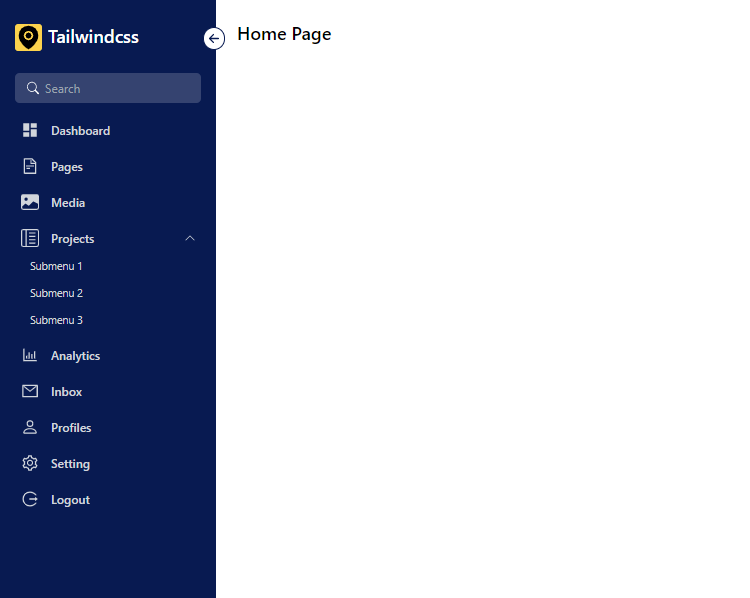 Tailwindcss
Home Page
Search
Dashboard
Pages
Media
Projects
Submenu 1
Submenu 2
Submenu 3
Analytics
Inbox
Profiles
Setting
Logout